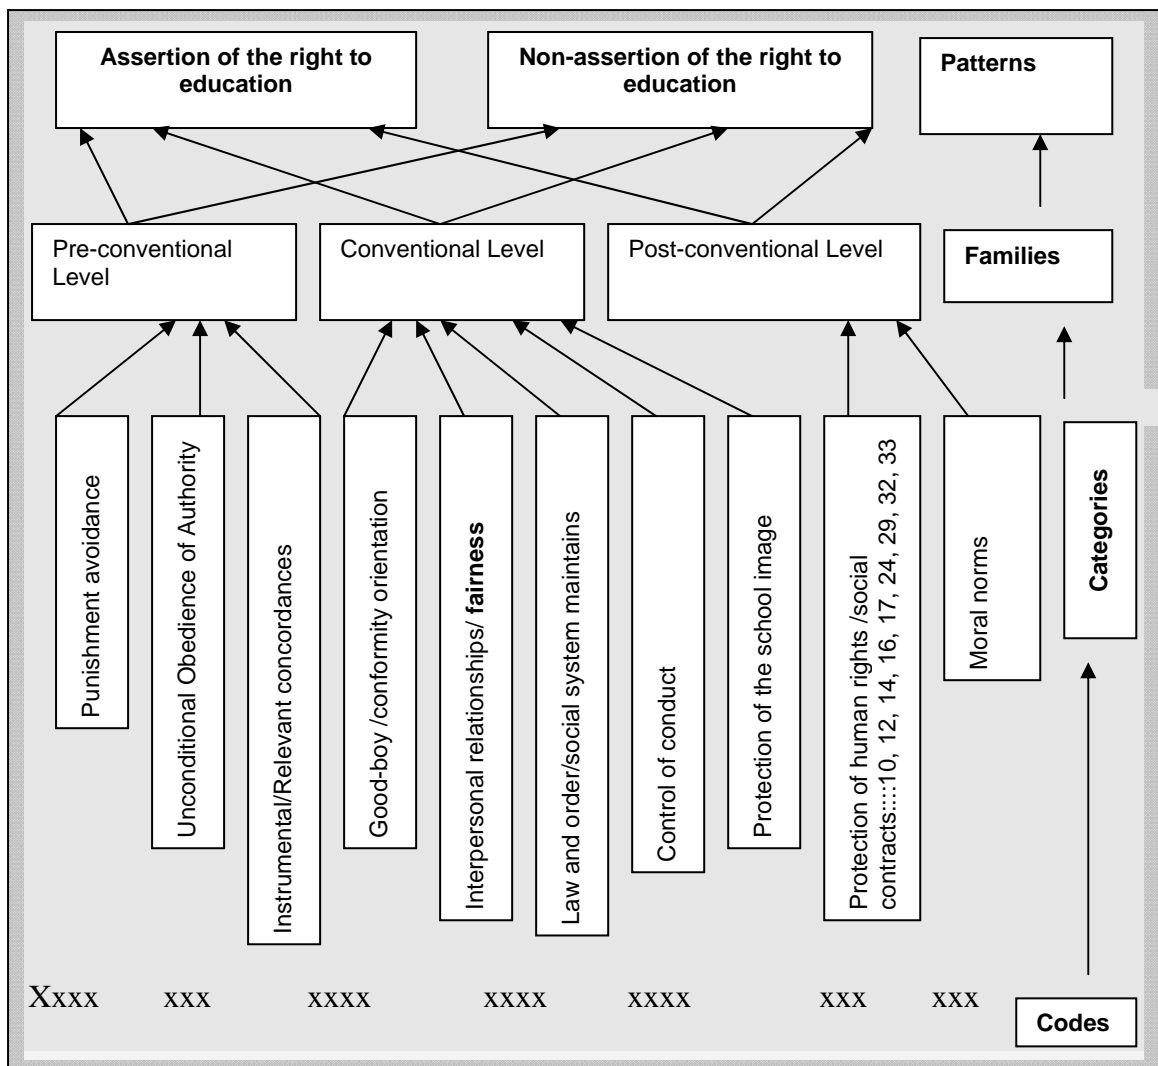 Assertion of the right to
education
Non-assertion of the right to
education
Patterns
Pre-conventional
Level
Conventional Level
Post-conventional Level
Families
Punishment avoidance
Unconditional Obedience of Authority
Instrumental/Relevant concordances
Good-boy /conformity orientation
Interpersonal relationships/ fairness
Law and order/social system maintains
Control of conduct
Protection of the school image
Protection of human rights /social
contracts::::10, 12, 14, 16, 17, 24, 29, 32, 33
Moral norms
Categories
Xxxx xxx xxxx xxxx xxxx xxx xxx
Codes